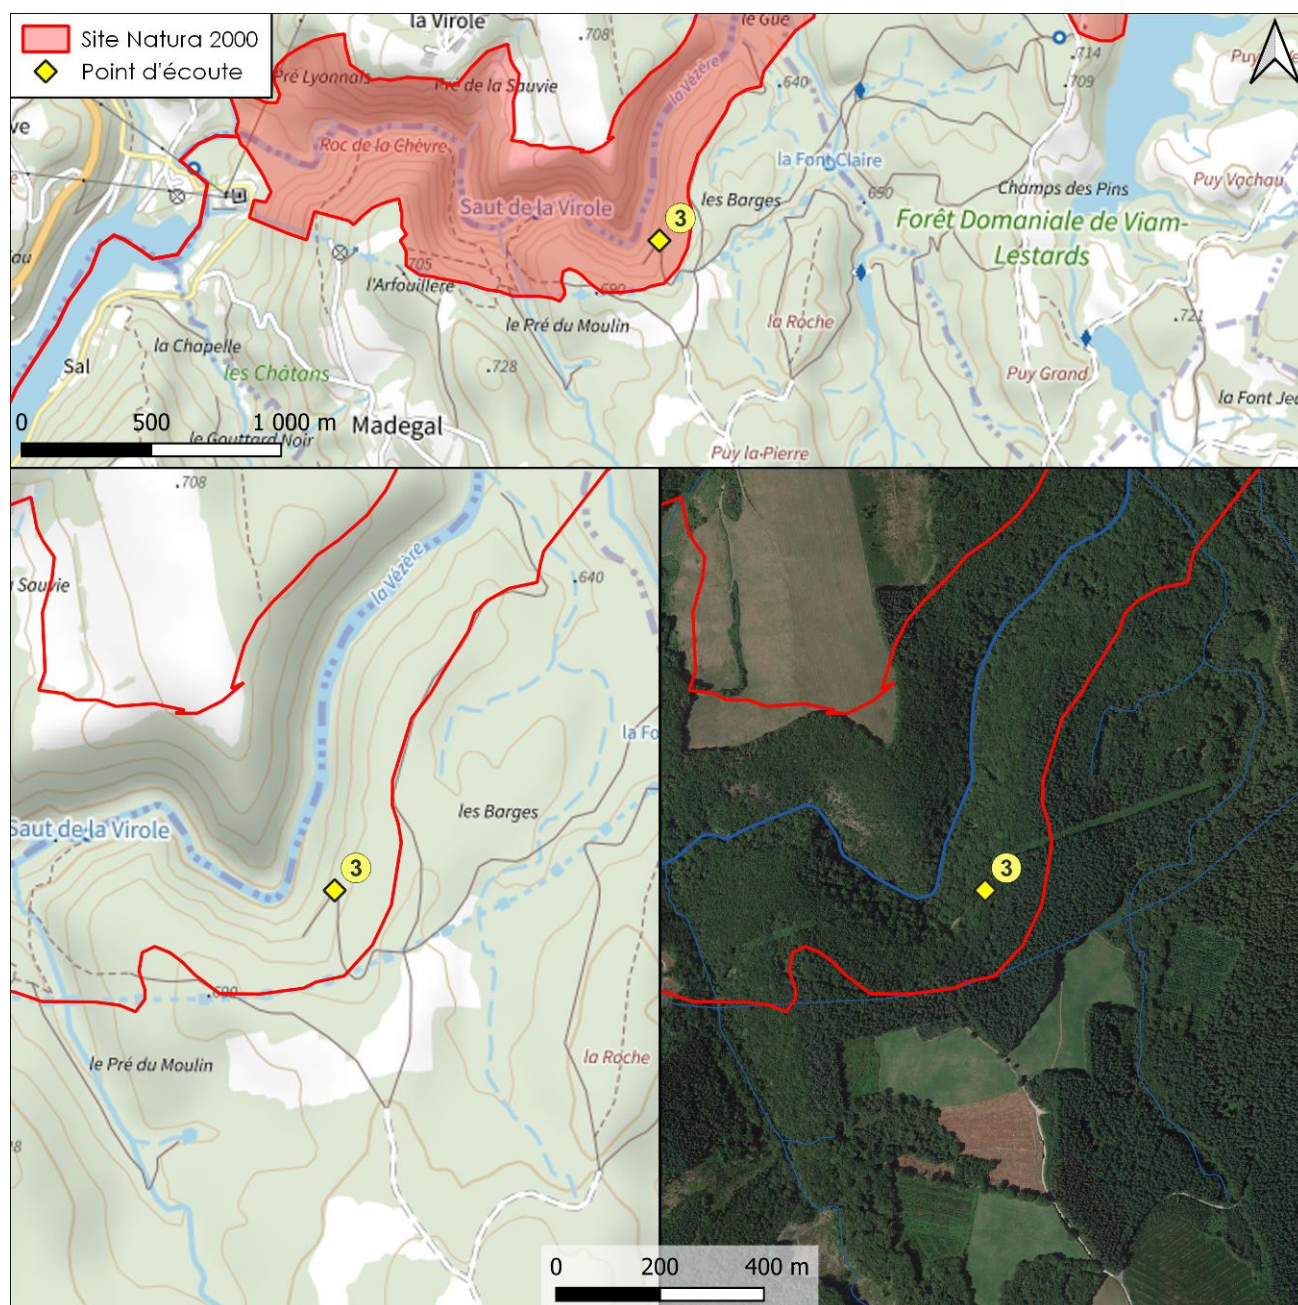 Site Natura 2000
Point d'écoute
la Virole
708
le Gué
714
709
640
Pré Lyonnais
Pré de la Sauvie
la Vézère
ve
Roc de la Chèvre
la Font Claire
650
Champs des Pins
Puy Vachau
les Barges
Saut de la Virole
3
Forêt Domaniale de Viam-
Lestards
705
l'Arfouillère
690
le Pré du Moulin
la Roche
721
la Chapelle
Sal
les Châtans
728
Puy Grand
la Font Jea
0 500 1 000 m
le Gouttard Noir
Madegal
Puy la Pierre
708
la Vézère
640
Sauvie
la Fo
les Barges
Saut de la Virole
3
3
690
le Pré du Moulin
la Roche
0 200 400 m